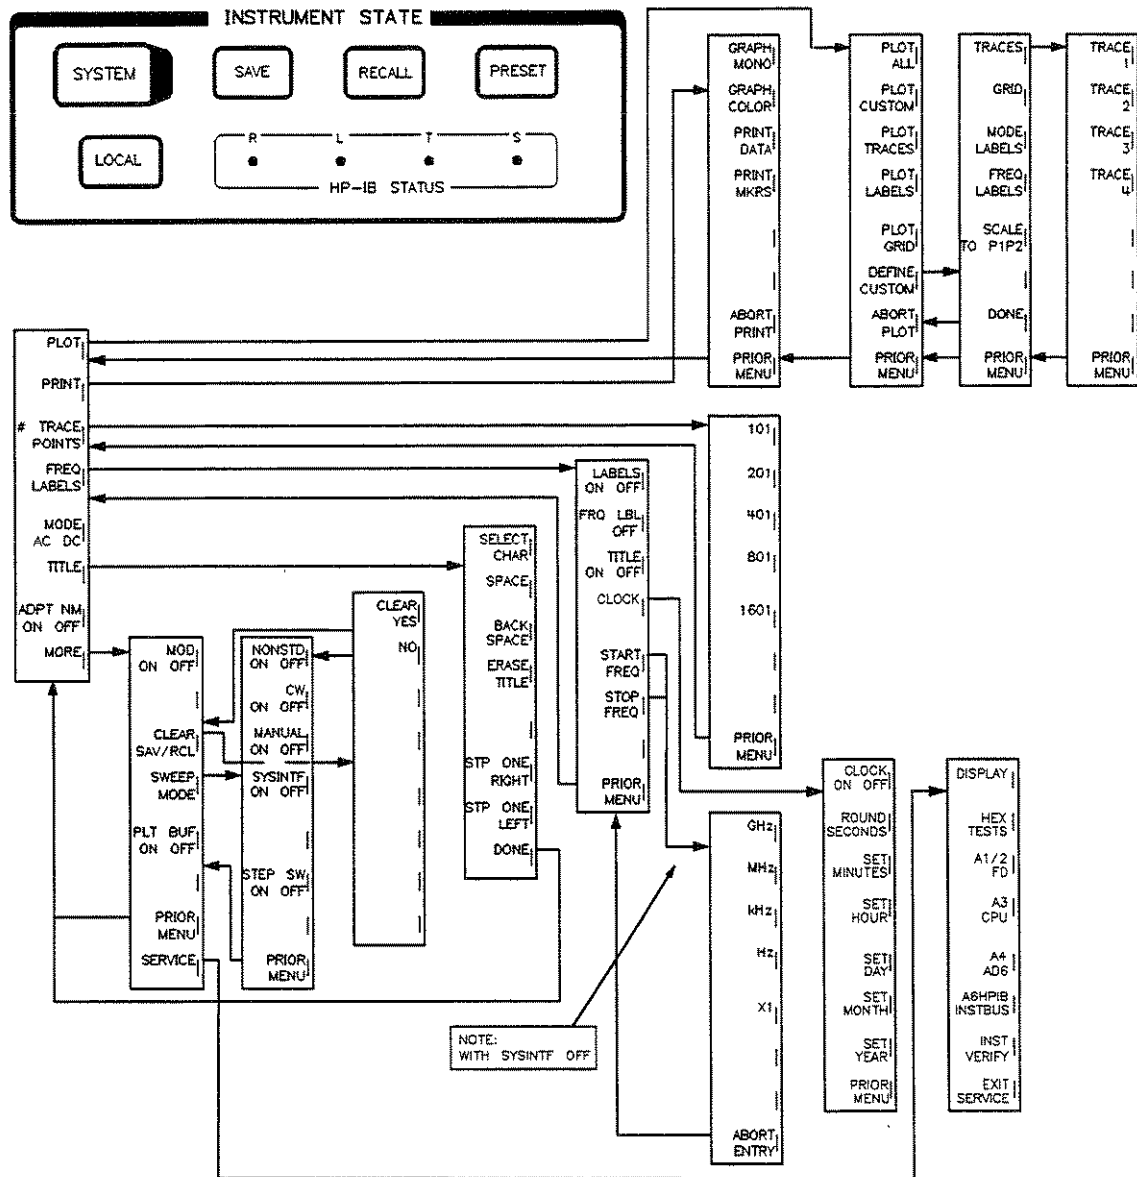 INSTRUMENT STATE
SYSTEM
SAVE
RECALL
PRESET
LOCAL
R L T S
HP-IB STATUS
GRAPH
MONO
GRAPH
COLOR
PRINT
DATA
PRINT
MKRS
ABORT
PRINT
PRIOR
MENU
PLOT
ALL
PLOT
CUSTOM
PLOT
TRACES
PLOT
LABELS
PLOT
GRID
DEFINE
CUSTOM
ABORT
PLOT
PRIOR
MENU
TRACES
GRID
MODE
LABELS
FREQ
LABELS
SCALE
TO P1P2
DONE
PRIOR
MENU
TRACE
1
TRACE
2
TRACE
3
TRACE
4
PRIOR
MENU
PLOT
PRINT
# TRACE
POINTS
FREQ
LABELS
MODE
AC DC
TITLE
ADPT NM
ON OFF
MORE
MOD
ON OFF
CLEAR
SAV/RCL
SWEEP
MODE
PLT BUF
ON OFF
PRIOR
MENU
SERVICE
NONSTD
ON OFF
CW
ON OFF
MANUAL
ON OFF
SYSINTF
ON OFF
STEP SW
ON OFF
PRIOR
MENU
CLEAR
YES
NO
SELECT
CHAR
SPACE
BACK
SPACE
ERASE
TITLE
STP ONE
RIGHT
STP ONE
LEFT
DONE
LABELS
ON OFF
FRQ LBL
OFF
TITLE
ON OFF
CLOCK
START
FREQ
STOP
FREQ
PRIOR
MENU
101
201
401
801
1601
PRIOR
MENU
GHz
MHz
kHz
Hz
X1
ABORT
ENTRY
CLOCK
ON OFF
ROUND
SECONDS
SET
MINUTES
SET
HOUR
SET
DAY
SET
MONTH
SET
YEAR
PRIOR
MENU
DISPLAY
HEX
TESTS
A1/2
FD
A3
CPU
A4
AD6
A6HPIB
INSTBUS
INST
VERIFY
EXIT
SERVICE
NOTE:
WITH SYSINTF OFF